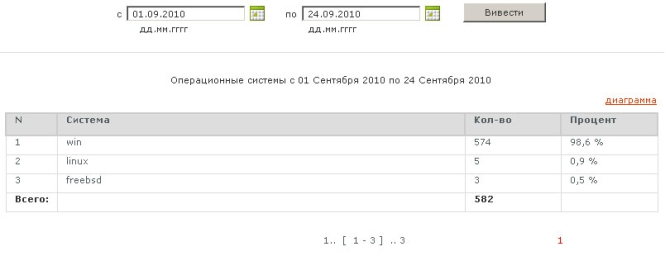 с 01.09.2010 по 24.09.2010 Вивести
дд.мм.гггг дд.мм.гггг
Операционные системы с 01 Сентября 2010 по 24 Сентября 2010
диаграмма
N Система Кол-во Процент
1 win 574 98,6 %
2 linux 5 0,9 %
3 freebsd 3 0,5 %
Всего: 582
1.. [ 1 - 3 ] .. 3 1